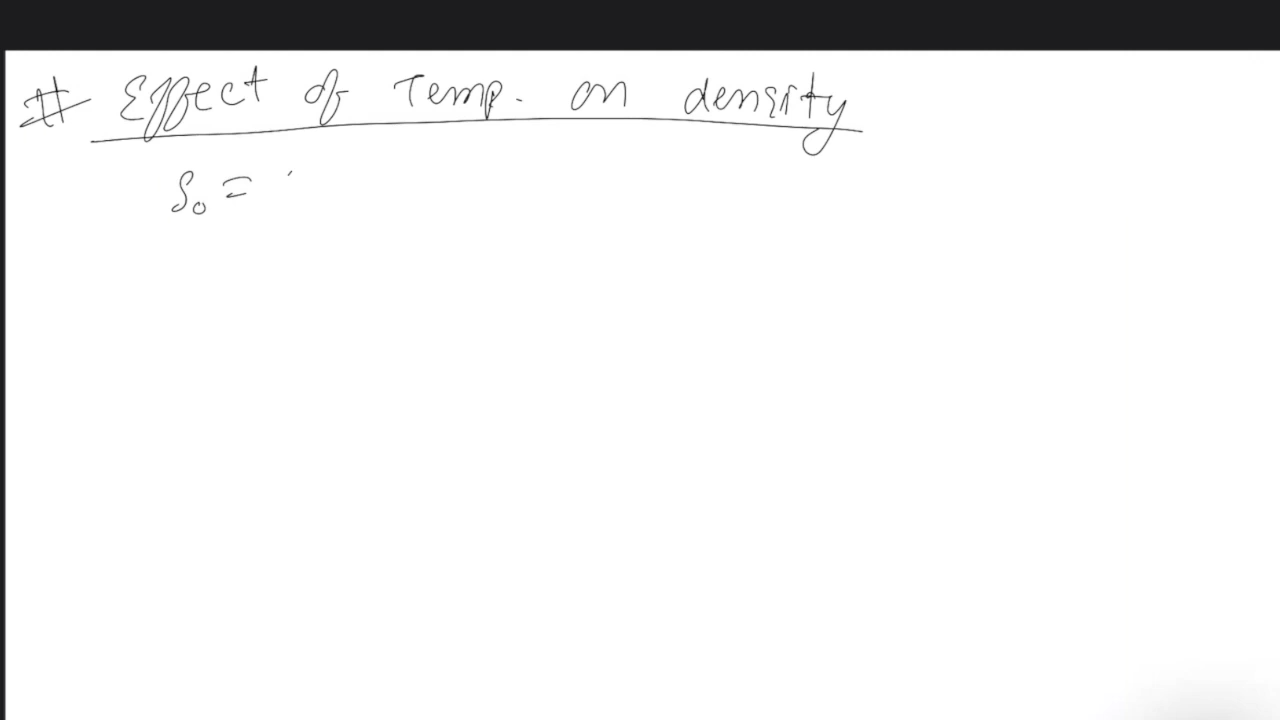 # Effect of Temp. on density
ρ₀ =